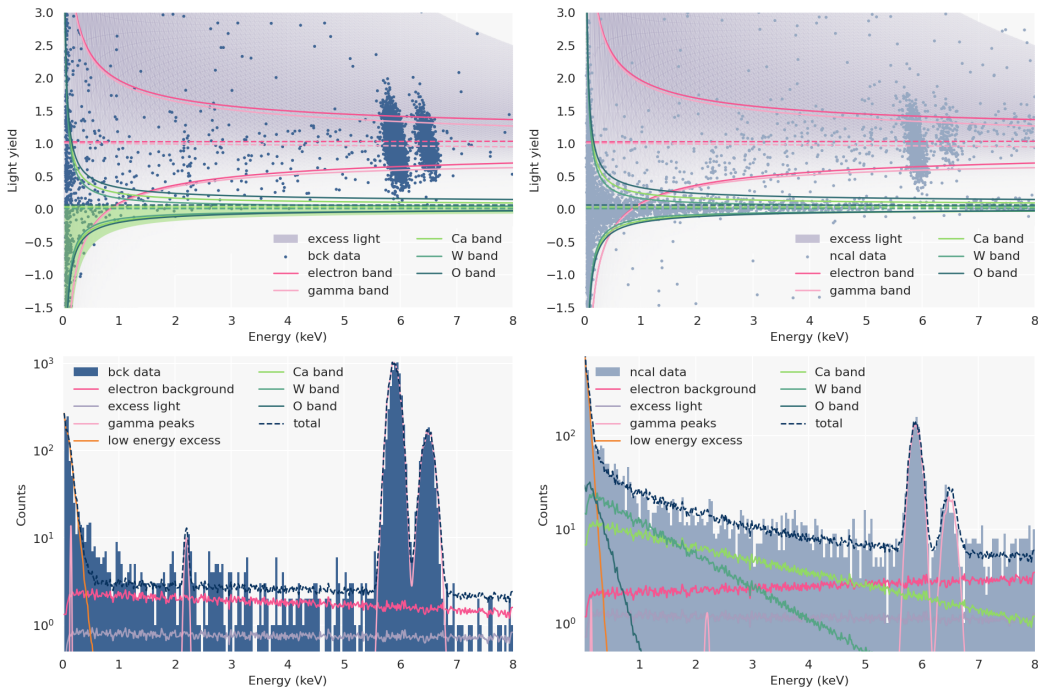 3.0
2.5
2.0
1.5
1.0
0.5
0.0
−0.5
−1.0
−1.5
Light yield
excess light
bck data
electron band
gamma band
Ca band
W band
O band
0 1 2 3 4 5 6 7 8
Energy (keV)
3.0
2.5
2.0
1.5
1.0
0.5
0.0
−0.5
−1.0
−1.5
Light yield
excess light
ncal data
electron band
gamma band
Ca band
W band
O band
0 1 2 3 4 5 6 7 8
Energy (keV)
10³
10²
10¹
10⁰
Counts
bck data
electron background
excess light
gamma peaks
low energy excess
Ca band
W band
O band
total
0 1 2 3 4 5 6 7 8
Energy (keV)
10²
10¹
10⁰
Counts
ncal data
electron background
excess light
gamma peaks
low energy excess
Ca band
W band
O band
total
0 1 2 3 4 5 6 7 8
Energy (keV)